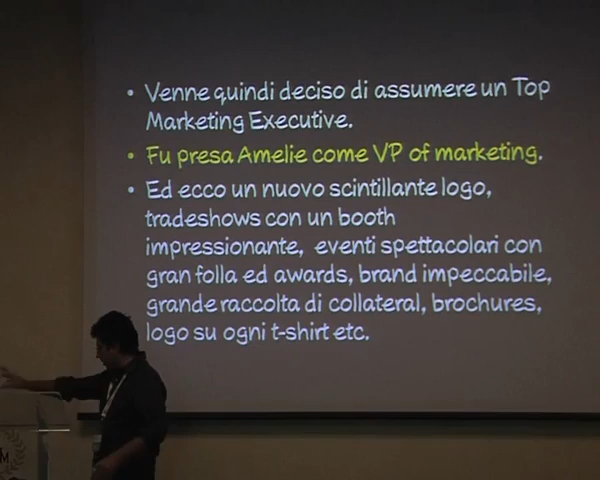 • Venne quindi deciso di assumere un Top
Marketing Executive.
• Fu presa Amelie come VP of marketing.
• Ed ecco un nuovo scintillante logo,
tradeshows con un booth
impressionante, eventi spettacolari con
gran folla ed awards, brand impeccabile,
grande raccolta di collateral, brochures,
logo su ogni t-shirt etc.